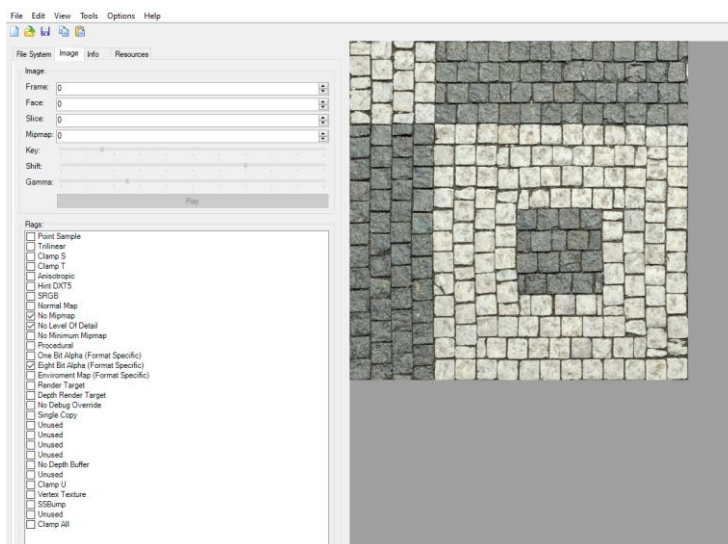 File Edit View Tools Options Help
File System Image Info Resources
Image:
Frame: 0
Face: 0
Slice: 0
Mipmap: 0
Key:
Shift:
Gamma:
Play
Flags:
Point Sample
Trilinear
Clamp S
Clamp T
Anisotropic
Hint DXT5
SRGB
Normal Map
No Mipmap
No Level Of Detail
No Minimum Mipmap
Procedural
One Bit Alpha (Format Specific)
Eight Bit Alpha (Format Specific)
Enviroment Map (Format Specific)
Render Target
Depth Render Target
No Debug Override
Single Copy
Unused
Unused
Unused
Unused
No Depth Buffer
Unused
Clamp U
Vertex Texture
SSBump
Unused
Clamp All